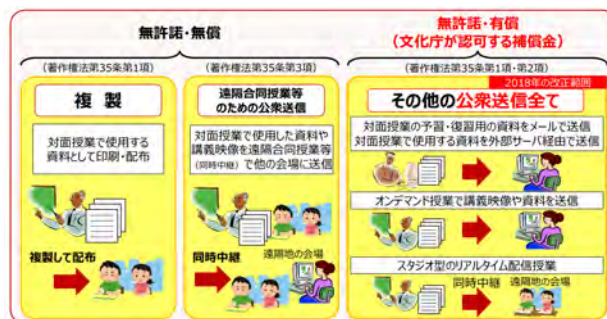 無許諾・無償
無許諾・有償
(文化庁が認可する補償金)
(著作権法第35条第1項)
(著作権法第35条第3項)
(著作権法第35条第1項・第2項)
複製
対面授業で使用する
資料として印刷・配布
複製して配布
遠隔合同授業等
のための公衆送信
対面授業で使用した資料や
講義映像を遠隔合同授業等
(同時中継)で他の会場に送信
同時中継
遠隔地の会場
2018年の改正範囲
その他の公衆送信全て
対面授業の予習・復習用の資料をメールで送信
対面授業で使用する資料を外部サーバ経由で送信
オンデマンド授業で講義映像や資料を送信
スタジオ型のリアルタイム配信授業
同時中継
遠隔地の会場